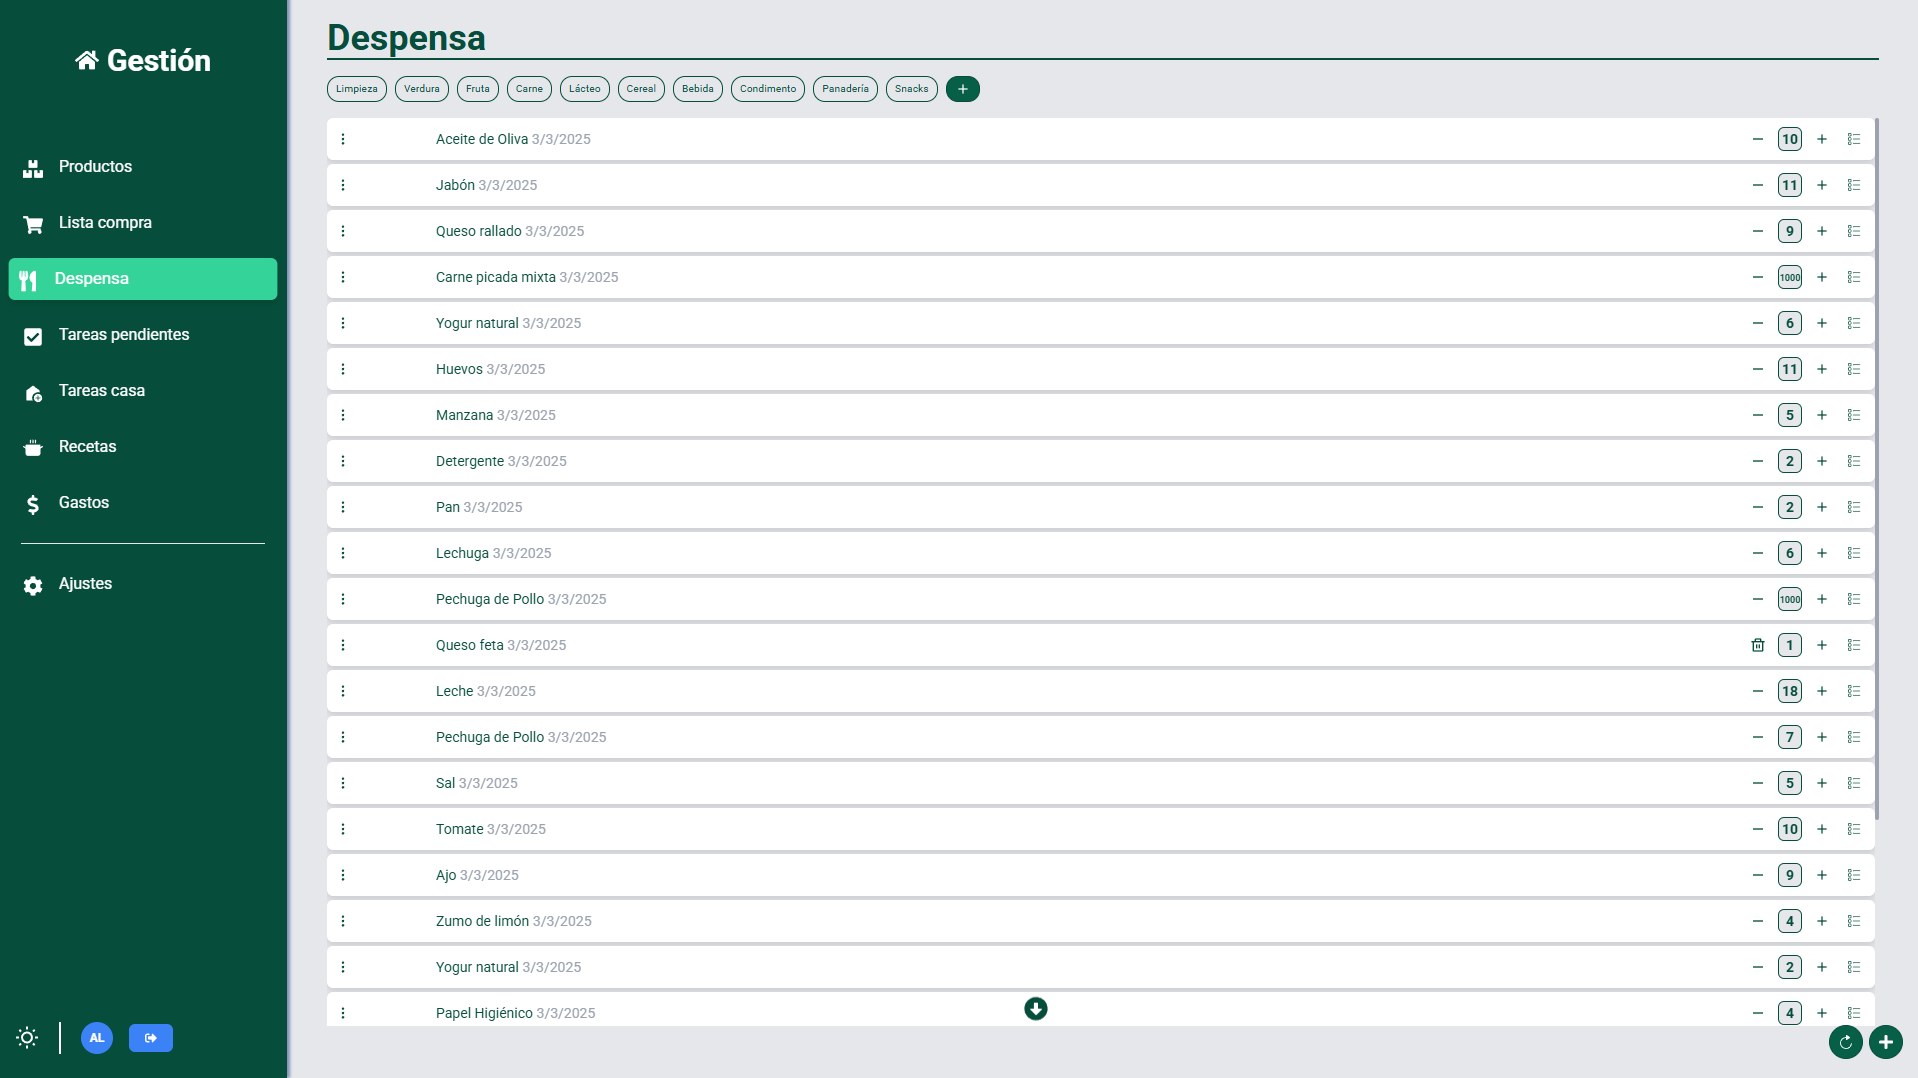 Gestión
Productos
Lista compra
Despensa
Tareas pendientes
Tareas casa
Recetas
Gastos
Ajustes
AL
Despensa
Limpieza Verdura Fruta Carne Lácteo Cereal Bebida Condimento Panadería Snacks +
Aceite de Oliva 3/3/2025 − 10 +
Jabón 3/3/2025 − 11 +
Queso rallado 3/3/2025 − 9 +
Carne picada mixta 3/3/2025 − 1000 +
Yogur natural 3/3/2025 − 6 +
Huevos 3/3/2025 − 11 +
Manzana 3/3/2025 − 5 +
Detergente 3/3/2025 − 2 +
Pan 3/3/2025 − 2 +
Lechuga 3/3/2025 − 6 +
Pechuga de Pollo 3/3/2025 − 1000 +
Queso feta 3/3/2025 1 +
Leche 3/3/2025 − 18 +
Pechuga de Pollo 3/3/2025 − 7 +
Sal 3/3/2025 − 5 +
Tomate 3/3/2025 − 10 +
Ajo 3/3/2025 − 9 +
Zumo de limón 3/3/2025 − 4 +
Yogur natural 3/3/2025 − 2 +
Papel Higiénico 3/3/2025 − 4 +